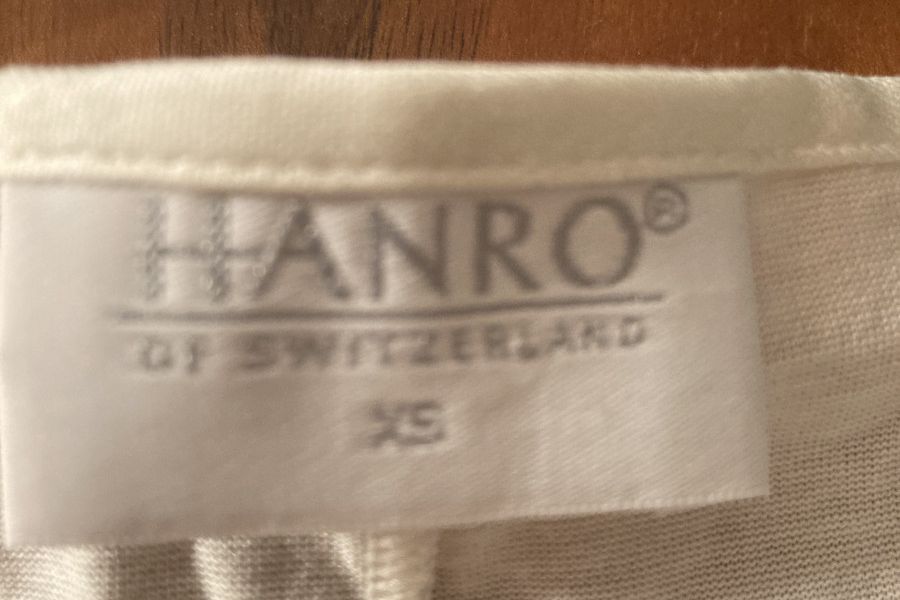 HANRO®
OF SWITZERLAND
XS